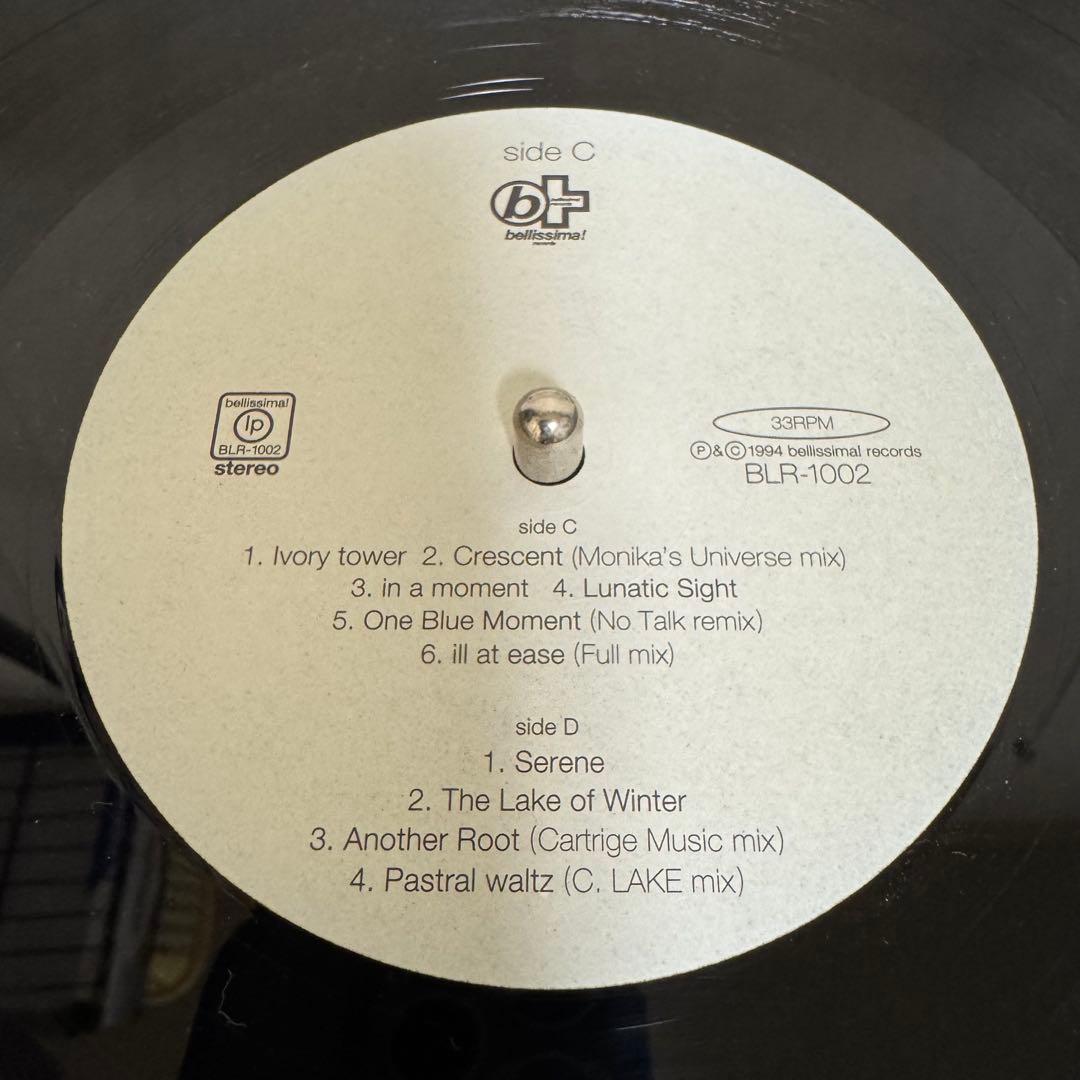 side C
b
bellissima!
records
bellissima!
lp
BLR-1002
stereo
33RPM
Ⓟ&Ⓒ1994 bellissima! records
BLR-1002
side C
1. Ivory tower 2. Crescent (Monika's Universe mix)
3. in a moment 4. Lunatic Sight
5. One Blue Moment (No Talk remix)
6. ill at ease (Full mix)
side D
1. Serene
2. The Lake of Winter
3. Another Root (Cartrige Music mix)
4. Pastral waltz (C. LAKE mix)